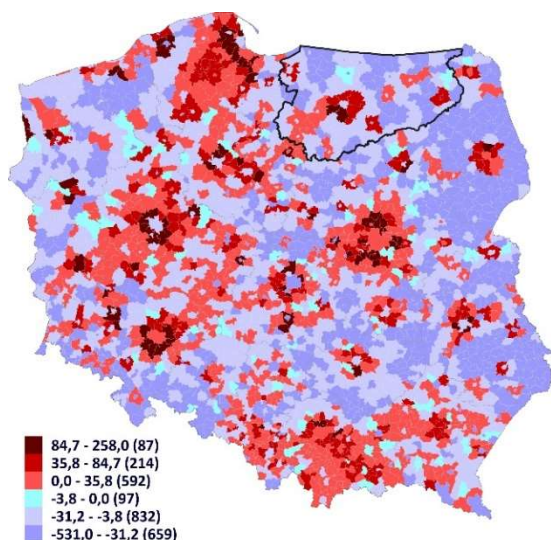 84,7 - 258,0 (87)
35,8 - 84,7 (214)
0,0 - 35,8 (592)
-3,8 - 0,0 (97)
-31,2 - -3,8 (832)
-531,0 - -31,2 (659)